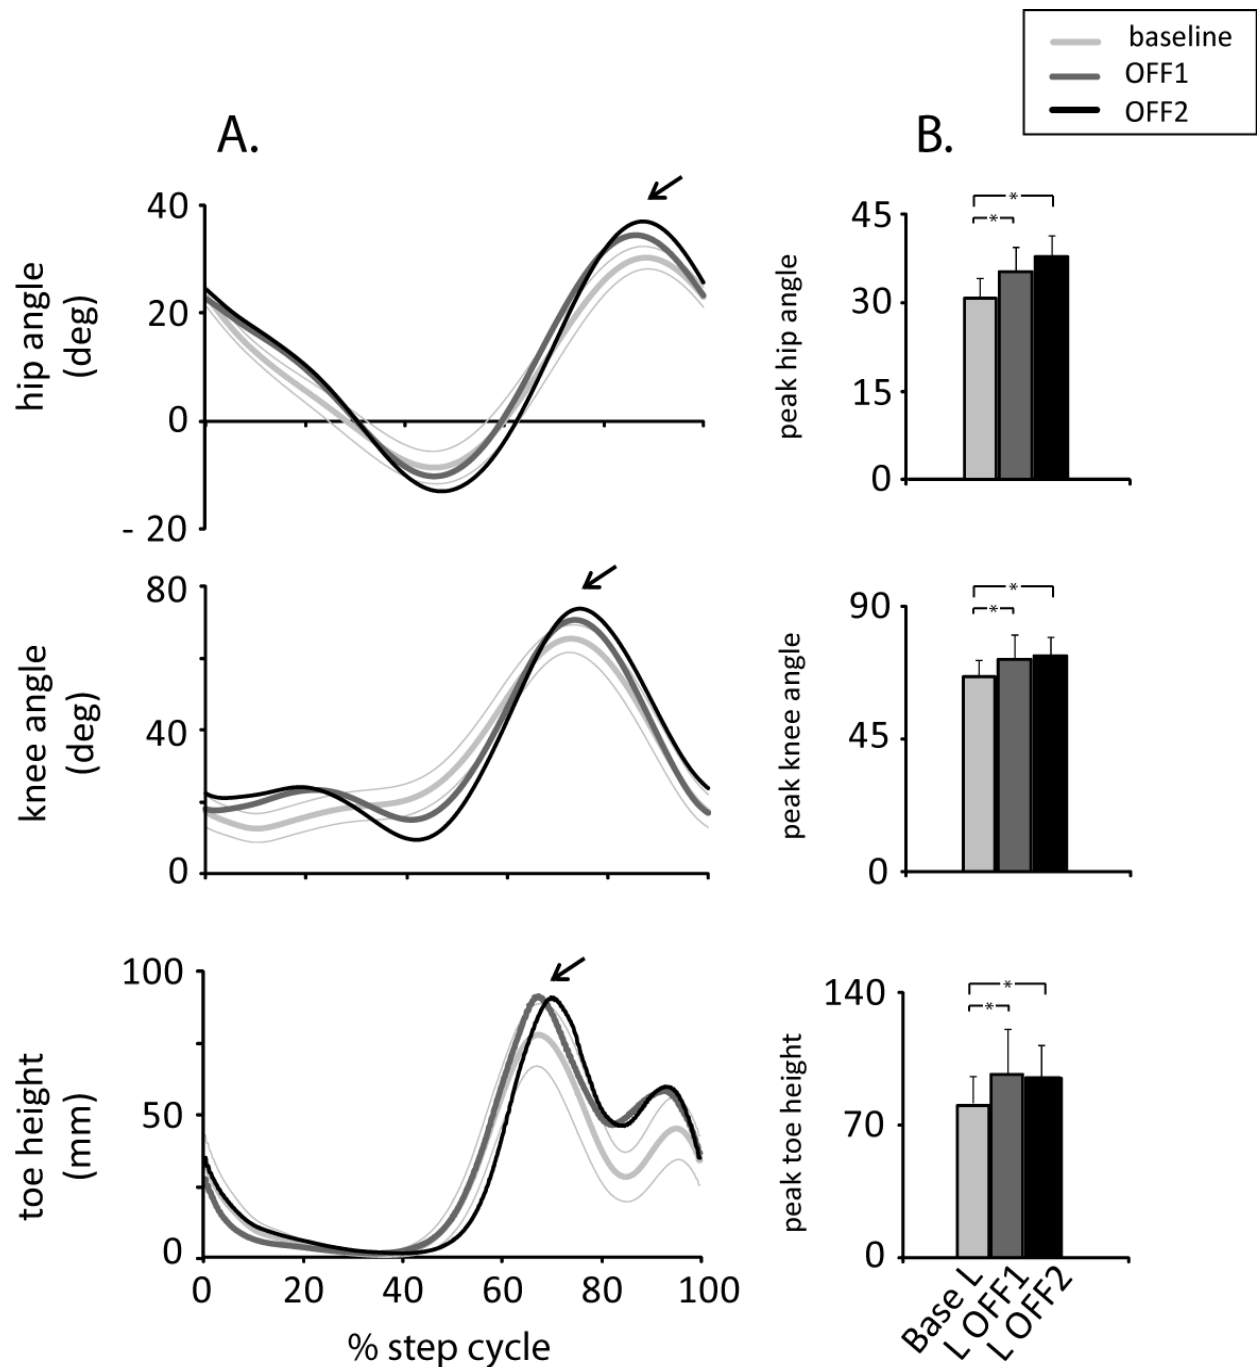 baseline
OFF1
OFF2
A.
B.
40
20
0
- 20
hip angle
(deg)
45
30
15
0
peak hip angle
*
*
80
40
0
knee angle
(deg)
90
45
0
peak knee angle
*
*
100
50
0
toe height
(mm)
0
20
40
60
80
100
% step cycle
140
70
0
peak toe height
*
*
Base L
L OFF1
L OFF2